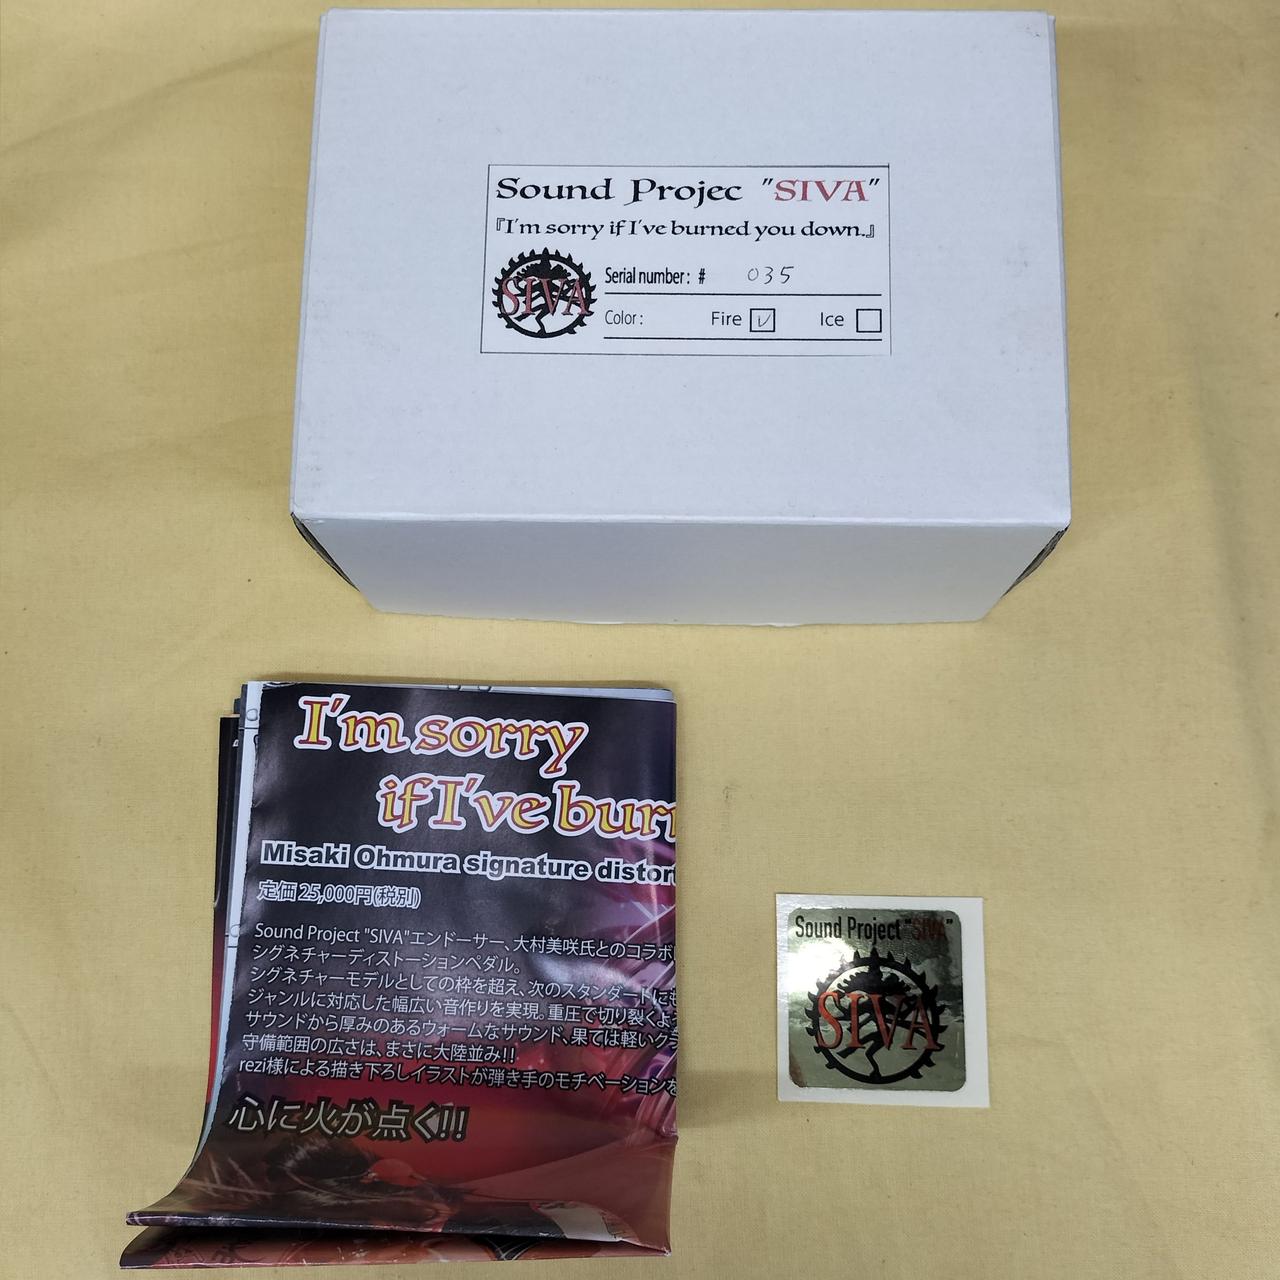 Sound Projec "SIVA"
『I'm sorry if I've burned you down.』
SIVA
Serial number: # 035
Color: Fire Ice
I'm sorry
if I've burn
Misaki Ohmura signature distort
定価 25,000円(税別)
Sound Project "SIVA"エンドーサー、大村美咲氏とのコラボ
シグネチャーディストーションペダル。
シグネチャーモデルとしての枠を超え、次のスタンダードにも
ジャンルに対応した幅広い音作りを実現。重圧で切り裂くよ
サウンドから厚みのあるウォームなサウンド、果ては軽いクラ
守備範囲の広さは、まさに大陸並み!!
rezi様による描き下ろしイラストが弾き手のモチベーションを
心に火が点く!!
Sound Project "SIVA"
SIVA